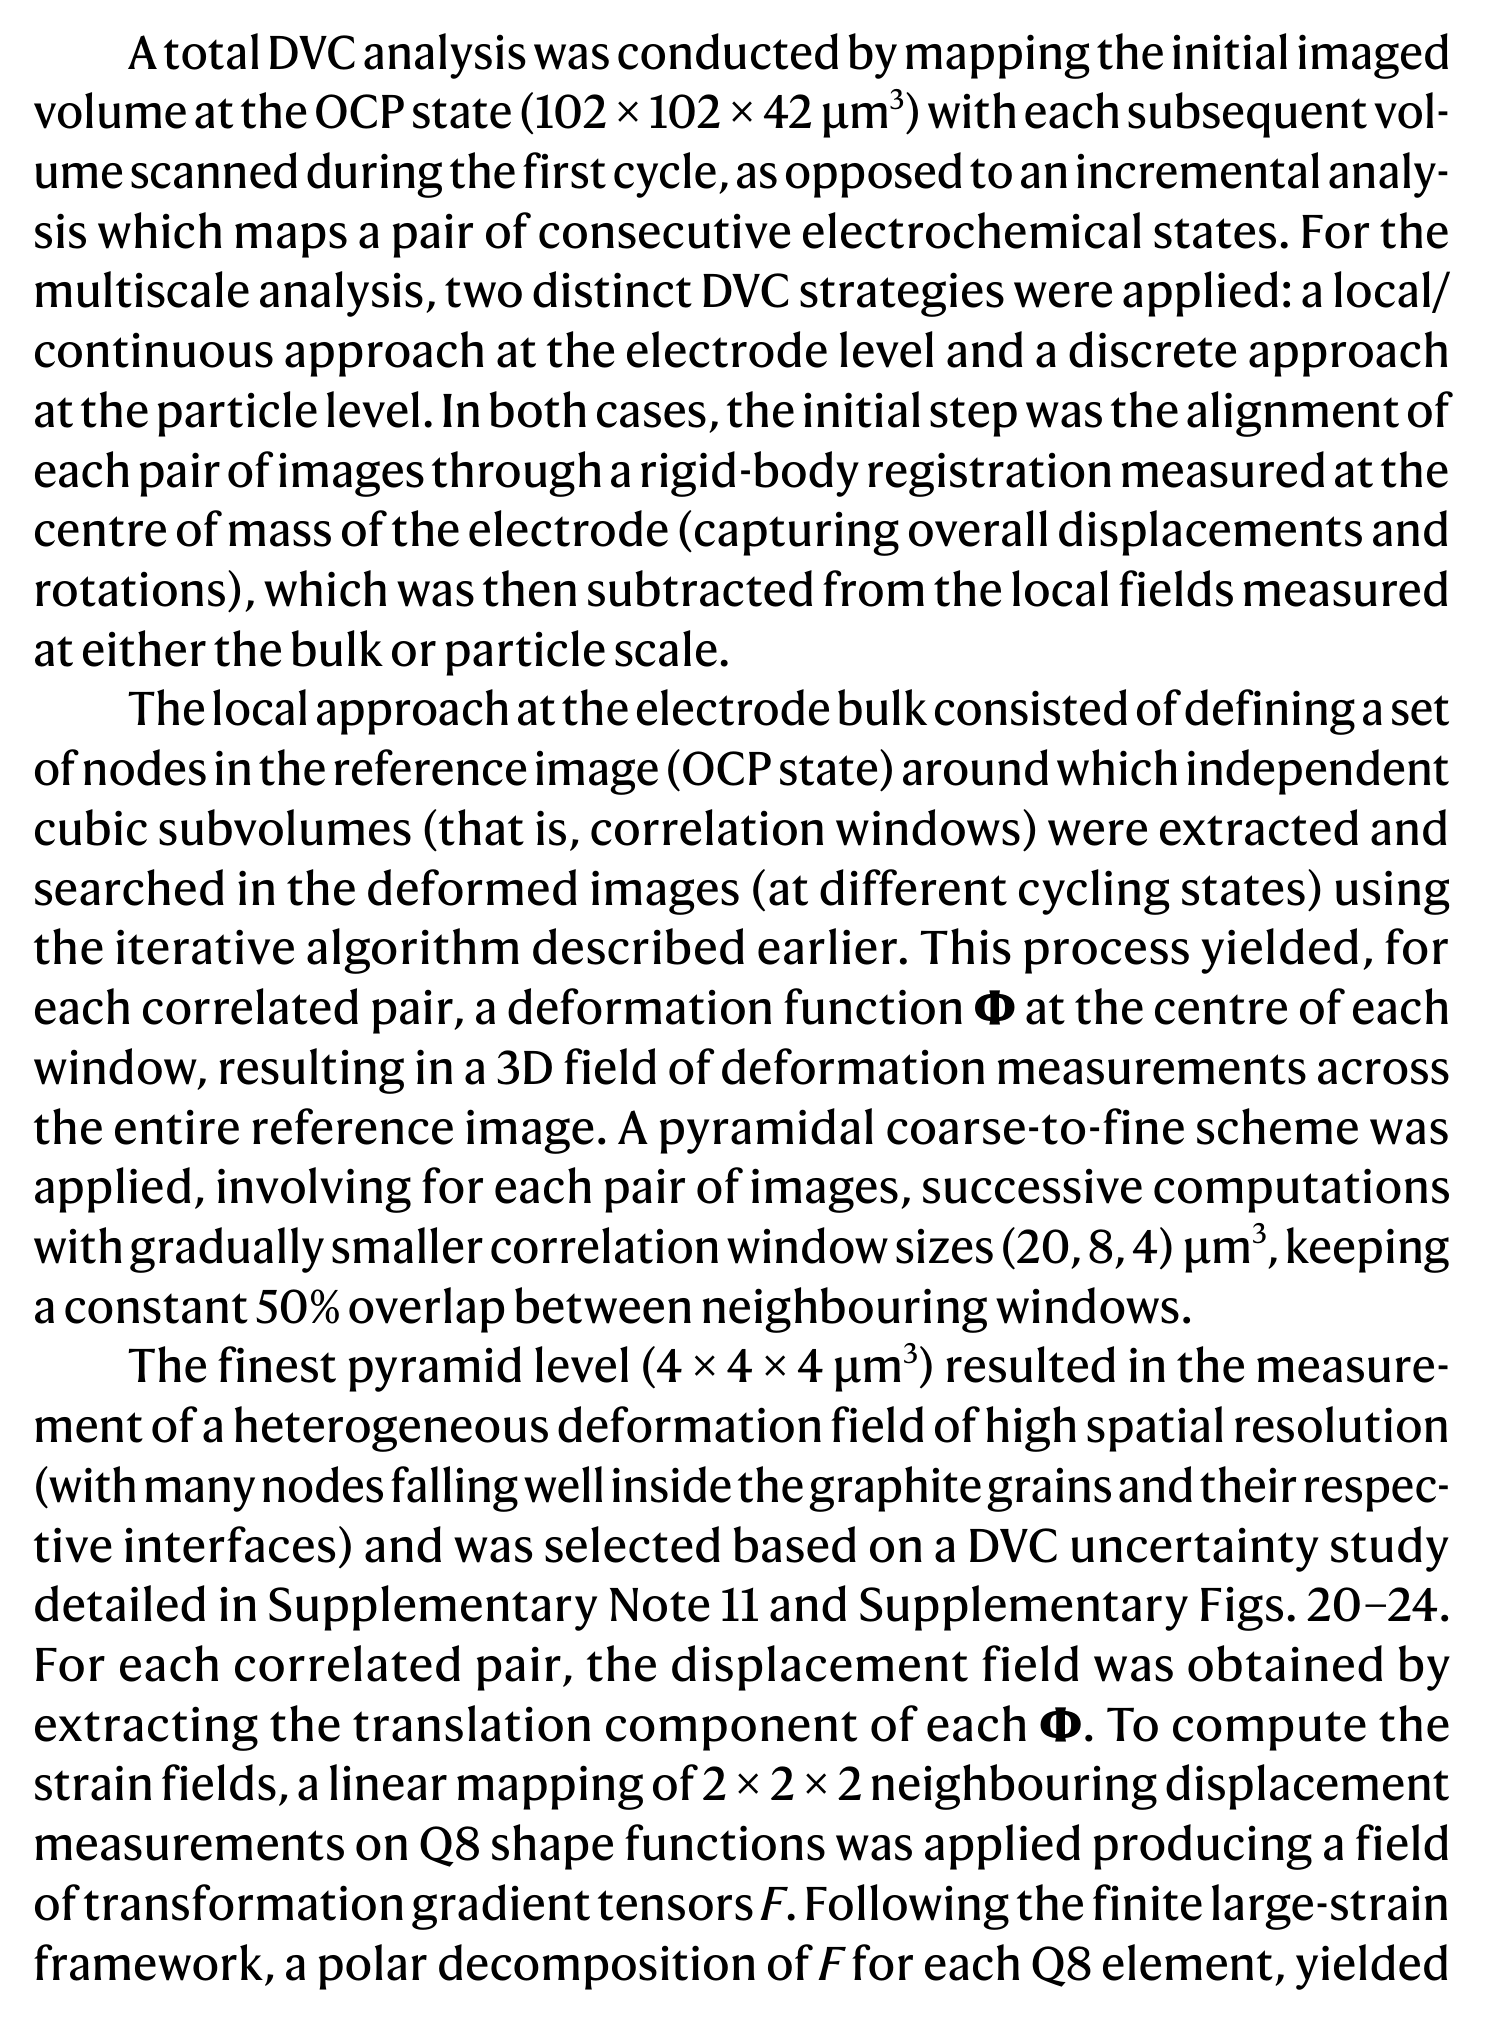 A total DVC analysis was conducted by mapping the initial imaged
volume at the OCP state (102 × 102 × 42 μm³) with each subsequent vol-
ume scanned during the first cycle, as opposed to an incremental analy-
sis which maps a pair of consecutive electrochemical states. For the
multiscale analysis, two distinct DVC strategies were applied: a local/
continuous approach at the electrode level and a discrete approach
at the particle level. In both cases, the initial step was the alignment of
each pair of images through a rigid-body registration measured at the
centre of mass of the electrode (capturing overall displacements and
rotations), which was then subtracted from the local fields measured
at either the bulk or particle scale.
The local approach at the electrode bulk consisted of defining a set
of nodes in the reference image (OCP state) around which independent
cubic subvolumes (that is, correlation windows) were extracted and
searched in the deformed images (at different cycling states) using
the iterative algorithm described earlier. This process yielded, for
each correlated pair, a deformation function Φ at the centre of each
window, resulting in a 3D field of deformation measurements across
the entire reference image. A pyramidal coarse-to-fine scheme was
applied, involving for each pair of images, successive computations
with gradually smaller correlation window sizes (20, 8, 4) μm³, keeping
a constant 50% overlap between neighbouring windows.
The finest pyramid level (4 × 4 × 4 μm³) resulted in the measure-
ment of a heterogeneous deformation field of high spatial resolution
(with many nodes falling well inside the graphite grains and their respec-
tive interfaces) and was selected based on a DVC uncertainty study
detailed in Supplementary Note 11 and Supplementary Figs. 20–24.
For each correlated pair, the displacement field was obtained by
extracting the translation component of each Φ. To compute the
strain fields, a linear mapping of 2 × 2 × 2 neighbouring displacement
measurements on Q8 shape functions was applied producing a field
of transformation gradient tensors F. Following the finite large-strain
framework, a polar decomposition of F for each Q8 element, yielded